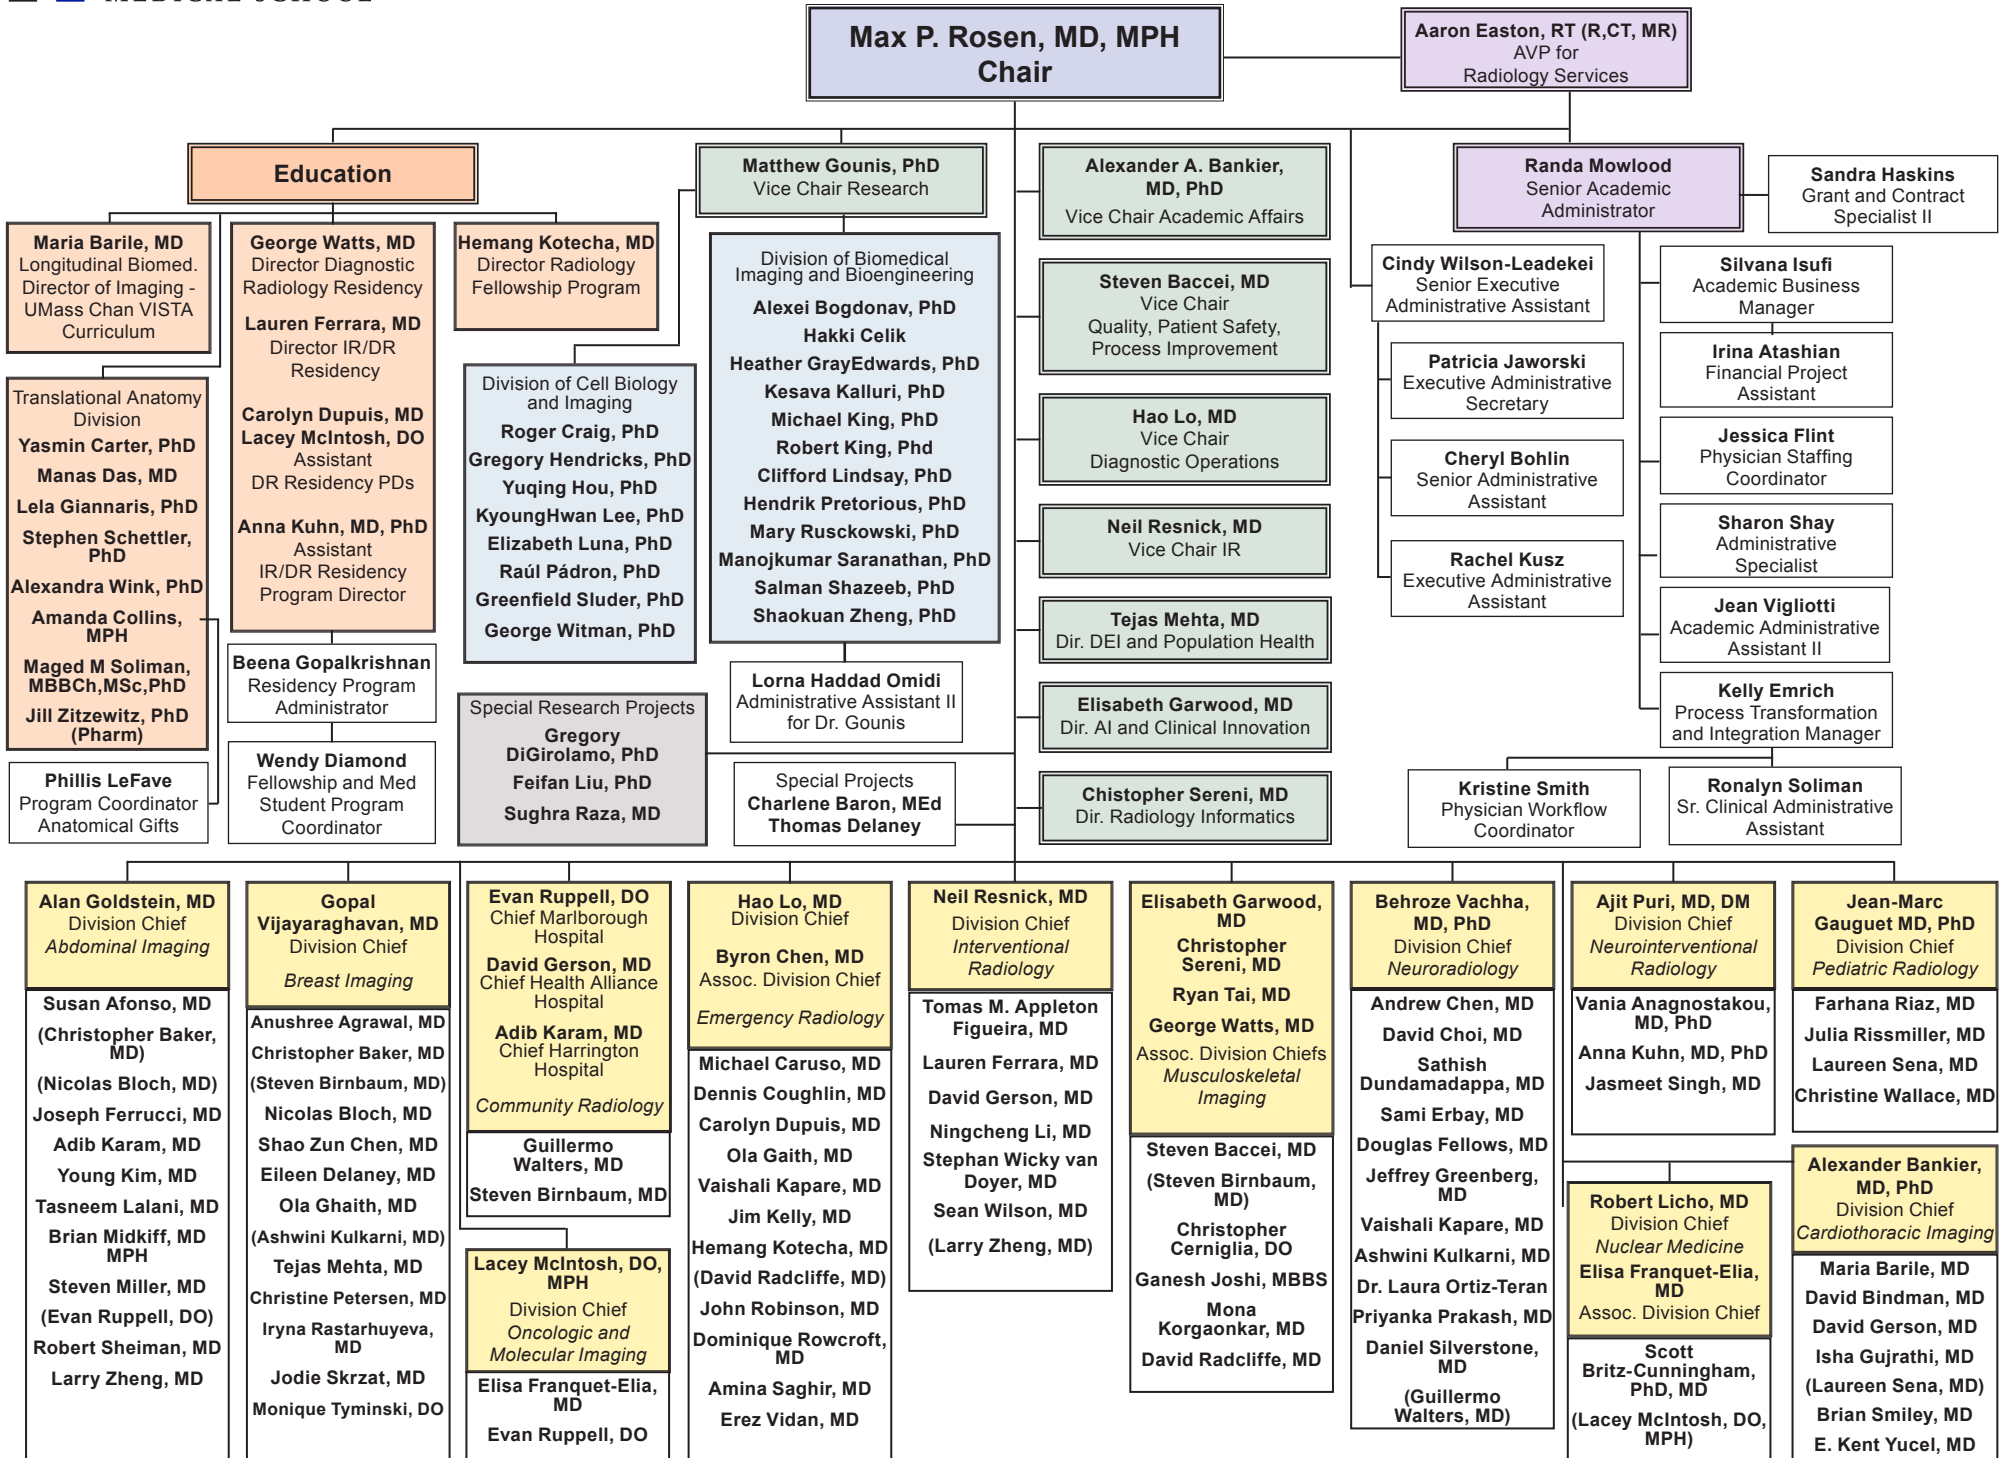 MEDICAL SCHOOL
Max P. Rosen, MD, MPH
Chair
Aaron Easton, RT (R,CT, MR)
AVP for
Radiology Services
Education
Matthew Gounis, PhD
Vice Chair Research
Alexander A. Bankier,
MD, PhD
Vice Chair Academic Affairs
Randa Mowlood
Senior Academic
Administrator
Sandra Haskins
Grant and Contract
Specialist II
Maria Barile, MD
Longitudinal Biomed.
Director of Imaging -
UMass Chan VISTA
Curriculum
George Watts, MD
Director Diagnostic
Radiology Residency
Lauren Ferrara, MD
Director IR/DR
Residency
Carolyn Dupuis, MD
Lacey McIntosh, DO
Assistant
DR Residency PDs
Anna Kuhn, MD, PhD
Assistant
IR/DR Residency
Program Director
Hemang Kotecha, MD
Director Radiology
Fellowship Program
Translational Anatomy
Division
Yasmin Carter, PhD
Manas Das, MD
Lela Giannaris, PhD
Stephen Schettler,
PhD
Alexandra Wink, PhD
Amanda Collins,
MPH
Maged M Soliman,
MBBCh,MSc,PhD
Jill Zitzewitz, PhD
(Pharm)
Phillis LeFave
Program Coordinator
Anatomical Gifts
Beena Gopalkrishnan
Residency Program
Administrator
Wendy Diamond
Fellowship and Med
Student Program
Coordinator
Division of Cell Biology
and Imaging
Roger Craig, PhD
Gregory Hendricks, PhD
Yuqing Hou, PhD
KyoungHwan Lee, PhD
Elizabeth Luna, PhD
Raúl Pádron, PhD
Greenfield Sluder, PhD
George Witman, PhD
Division of Biomedical
Imaging and Bioengineering
Alexei Bogdonav, PhD
Hakki Celik
Heather GrayEdwards, PhD
Kesava Kalluri, PhD
Michael King, PhD
Robert King, Phd
Clifford Lindsay, PhD
Hendrik Pretorious, PhD
Mary Rusckowski, PhD
Manojkumar Saranathan, PhD
Salman Shazeeb, PhD
Shaokuan Zheng, PhD
Lorna Haddad Omidi
Administrative Assistant II
for Dr. Gounis
Special Research Projects
Gregory
DiGirolamo, PhD
Feifan Liu, PhD
Sughra Raza, MD
Special Projects
Charlene Baron, MEd
Thomas Delaney
Steven Baccei, MD
Vice Chair
Quality, Patient Safety,
Process Improvement
Hao Lo, MD
Vice Chair
Diagnostic Operations
Neil Resnick, MD
Vice Chair IR
Tejas Mehta, MD
Dir. DEI and Population Health
Elisabeth Garwood, MD
Dir. AI and Clinical Innovation
Chistopher Sereni, MD
Dir. Radiology Informatics
Cindy Wilson-Leadekei
Senior Executive
Administrative Assistant
Patricia Jaworski
Executive Administrative
Secretary
Cheryl Bohlin
Senior Administrative
Assistant
Rachel Kusz
Executive Administrative
Assistant
Silvana Isufi
Academic Business
Manager
Irina Atashian
Financial Project
Assistant
Jessica Flint
Physician Staffing
Coordinator
Sharon Shay
Administrative
Specialist
Jean Vigliotti
Academic Administrative
Assistant II
Kelly Emrich
Process Transformation
and Integration Manager
Kristine Smith
Physician Workflow
Coordinator
Ronalyn Soliman
Sr. Clinical Administrative
Assistant
Alan Goldstein, MD
Division Chief
Abdominal Imaging
Susan Afonso, MD
(Christopher Baker,
MD)
(Nicolas Bloch, MD)
Joseph Ferrucci, MD
Adib Karam, MD
Young Kim, MD
Tasneem Lalani, MD
Brian Midkiff, MD
MPH
Steven Miller, MD
(Evan Ruppell, DO)
Robert Sheiman, MD
Larry Zheng, MD
Gopal
Vijayaraghavan, MD
Division Chief
Breast Imaging
Anushree Agrawal, MD
Christopher Baker, MD
(Steven Birnbaum, MD)
Nicolas Bloch, MD
Shao Zun Chen, MD
Eileen Delaney, MD
Ola Ghaith, MD
(Ashwini Kulkarni, MD)
Tejas Mehta, MD
Christine Petersen, MD
Iryna Rastarhuyeva,
MD
Jodie Skrzat, MD
Monique Tyminski, DO
Evan Ruppell, DO
Chief Marlborough
Hospital
David Gerson, MD
Chief Health Alliance
Hospital
Adib Karam, MD
Chief Harrington
Hospital
Community Radiology
Guillermo
Walters, MD
Steven Birnbaum, MD
Lacey McIntosh, DO,
MPH
Division Chief
Oncologic and
Molecular Imaging
Elisa Franquet-Elia,
MD
Evan Ruppell, DO
Hao Lo, MD
Division Chief
Byron Chen, MD
Assoc. Division Chief
Emergency Radiology
Michael Caruso, MD
Dennis Coughlin, MD
Carolyn Dupuis, MD
Ola Gaith, MD
Vaishali Kapare, MD
Jim Kelly, MD
Hemang Kotecha, MD
(David Radcliffe, MD)
John Robinson, MD
Dominique Rowcroft,
MD
Amina Saghir, MD
Erez Vidan, MD
Neil Resnick, MD
Division Chief
Interventional
Radiology
Tomas M. Appleton
Figueira, MD
Lauren Ferrara, MD
David Gerson, MD
Ningcheng Li, MD
Stephan Wicky van
Doyer, MD
Sean Wilson, MD
(Larry Zheng, MD)
Elisabeth Garwood,
MD
Christopher
Sereni, MD
Ryan Tai, MD
George Watts, MD
Assoc. Division Chiefs
Musculoskeletal
Imaging
Steven Baccei, MD
(Steven Birnbaum,
MD)
Christopher
Cerniglia, DO
Ganesh Joshi, MBBS
Mona
Korgaonkar, MD
David Radcliffe, MD
Behroze Vachha,
MD, PhD
Division Chief
Neuroradiology
Andrew Chen, MD
David Choi, MD
Sathish
Dundamadappa, MD
Sami Erbay, MD
Douglas Fellows, MD
Jeffrey Greenberg,
MD
Vaishali Kapare, MD
Ashwini Kulkarni, MD
Dr. Laura Ortiz-Teran
Priyanka Prakash, MD
Daniel Silverstone,
MD
(Guillermo
Walters, MD)
Ajit Puri, MD, DM
Division Chief
Neurointerventional
Radiology
Vania Anagnostakou,
MD, PhD
Anna Kuhn, MD, PhD
Jasmeet Singh, MD
Robert Licho, MD
Division Chief
Nuclear Medicine
Elisa Franquet-Elia,
MD
Assoc. Division Chief
Scott
Britz-Cunningham,
PhD, MD
(Lacey McIntosh, DO,
MPH)
Jean-Marc
Gauguet MD, PhD
Division Chief
Pediatric Radiology
Farhana Riaz, MD
Julia Rissmiller, MD
Laureen Sena, MD
Christine Wallace, MD
Alexander Bankier,
MD, PhD
Division Chief
Cardiothoracic Imaging
Maria Barile, MD
David Bindman, MD
David Gerson, MD
Isha Gujrathi, MD
(Laureen Sena, MD)
Brian Smiley, MD
E. Kent Yucel, MD